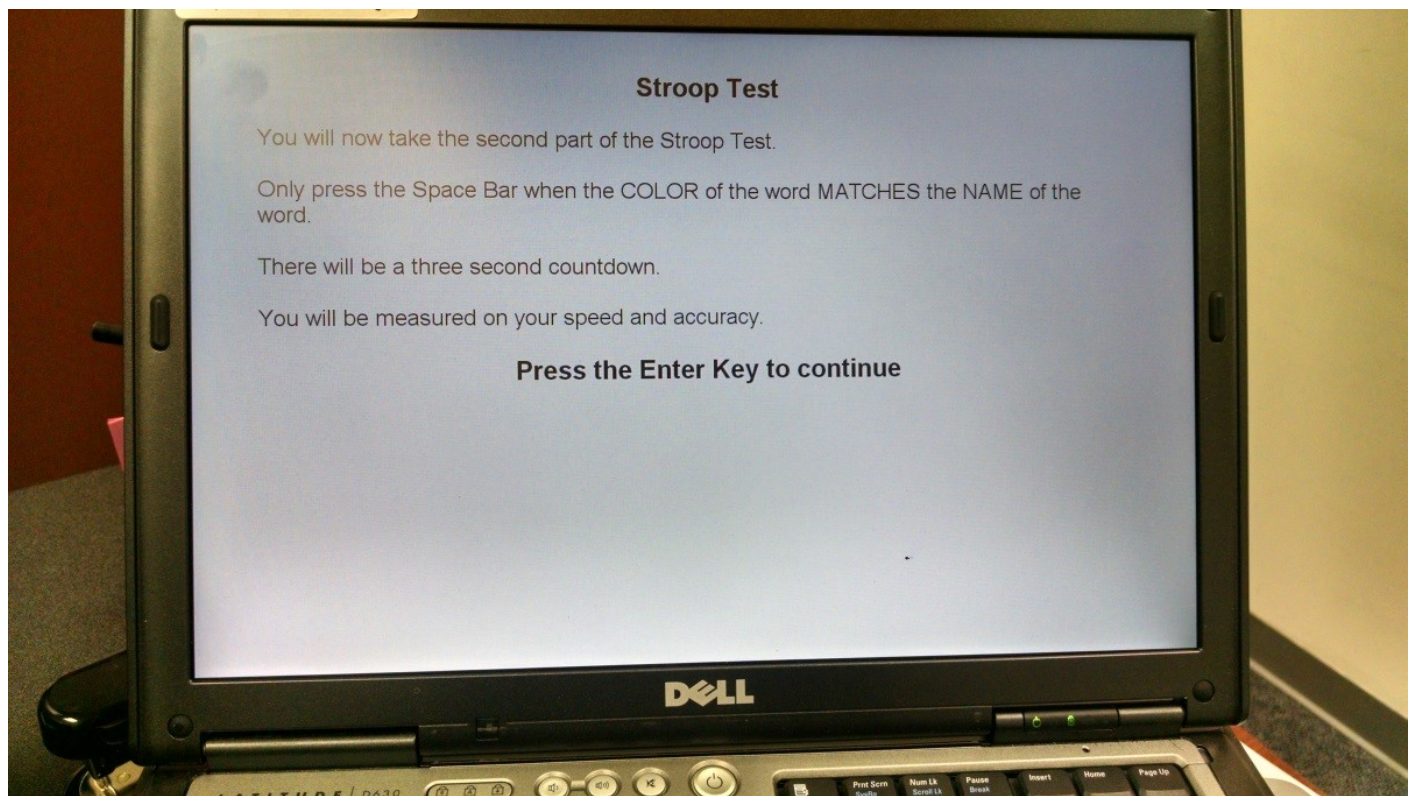 Stroop Test
You will now take the second part of the Stroop Test.
Only press the Space Bar when the COLOR of the word MATCHES the NAME of the
word.
There will be a three second countdown.
You will be measured on your speed and accuracy.
Press the Enter Key to continue
DELL
D630
Prnt Scrn
SysRq
Num Lk
Scroll Lk
Pause
Break
Insert
Home
Page Up